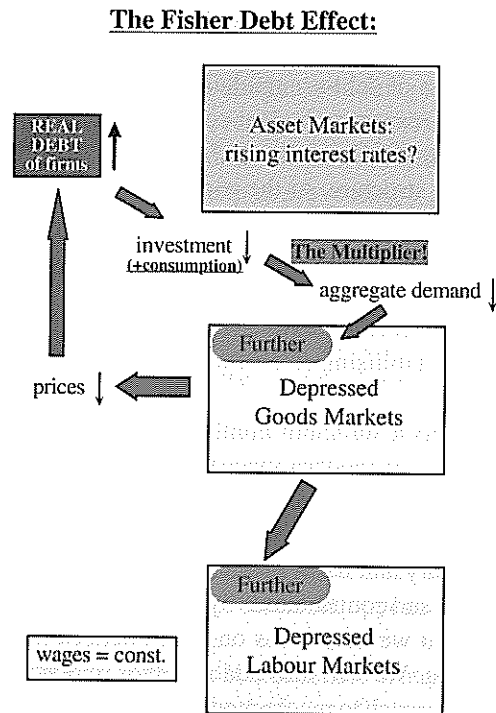 The Fisher Debt Effect:
REAL
DEBT
of firms
Asset Markets:
rising interest rates?
investment
(+consumption)
The Multiplier!
aggregate demand
Further
Depressed
Goods Markets
prices
Further
Depressed
Labour Markets
wages = const.